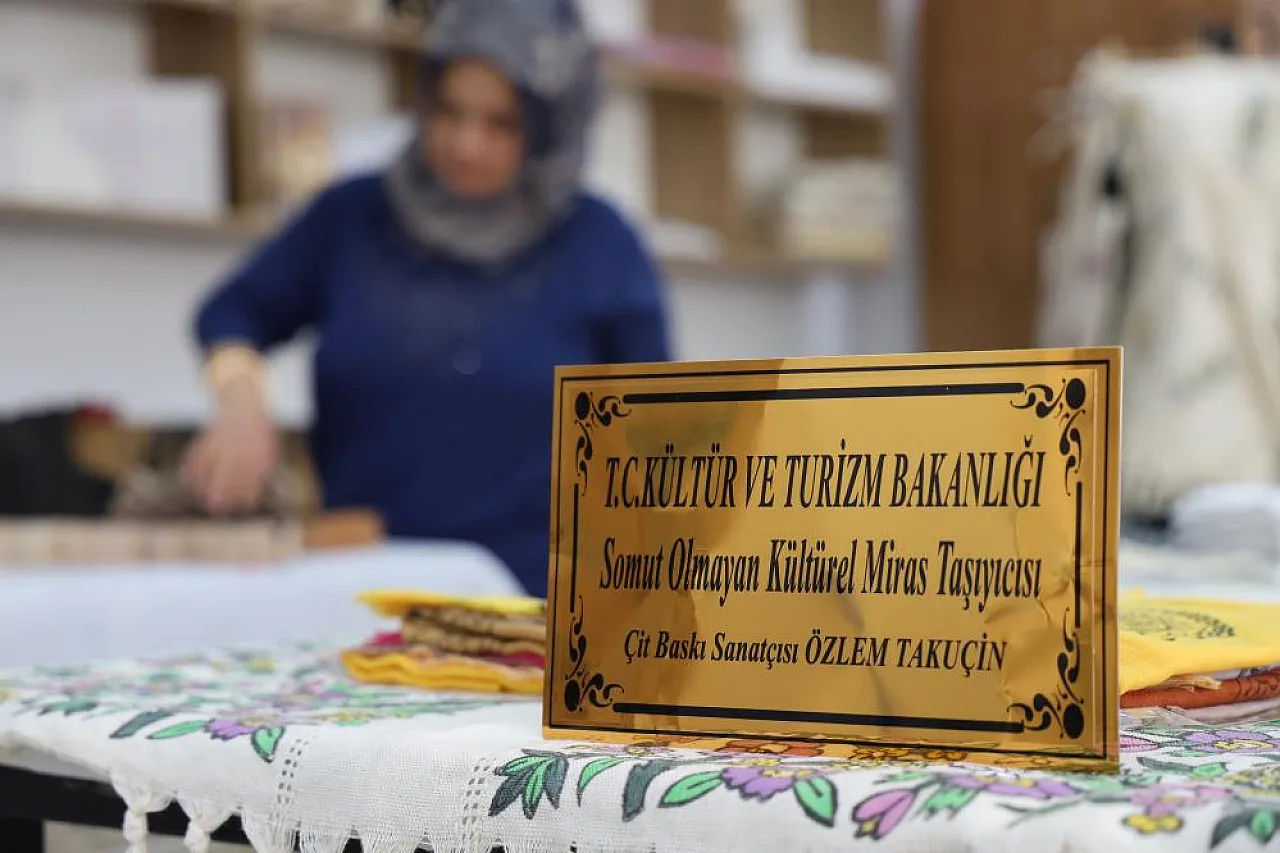 T.C.KÜLTÜR VE TURİZM BAKANLIĞI
Somut Olmayan Kültürel Miras Taşıyıcısı
Çit Baskı Sanatçısı ÖZLEM TAKUÇİN